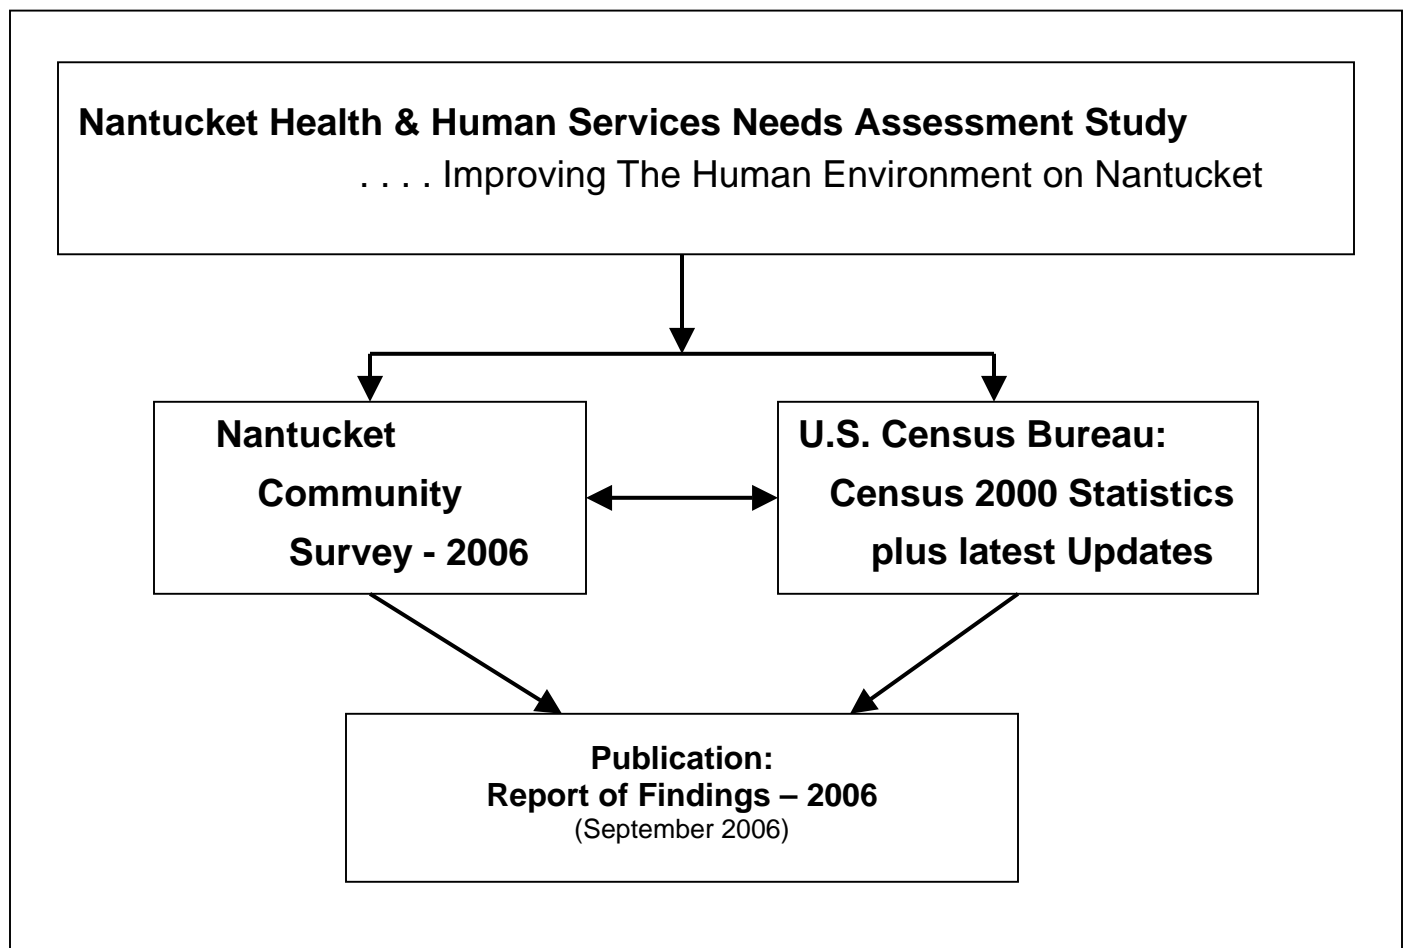 Nantucket Health & Human Services Needs Assessment Study
. . . . Improving The Human Environment on Nantucket
Nantucket
Community
Survey - 2006
U.S. Census Bureau:
Census 2000 Statistics
plus latest Updates
Publication:
Report of Findings – 2006
(September 2006)